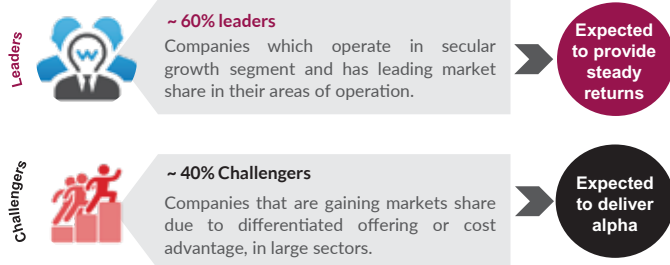 Leaders
~ 60% leaders
Companies which operate in secular
growth segment and has leading market
share in their areas of operation.
Expected
to provide
steady
returns
Challengers
~ 40% Challengers
Companies that are gaining markets share
due to differentiated offering or cost
advantage, in large sectors.
Expected
to deliver
alpha